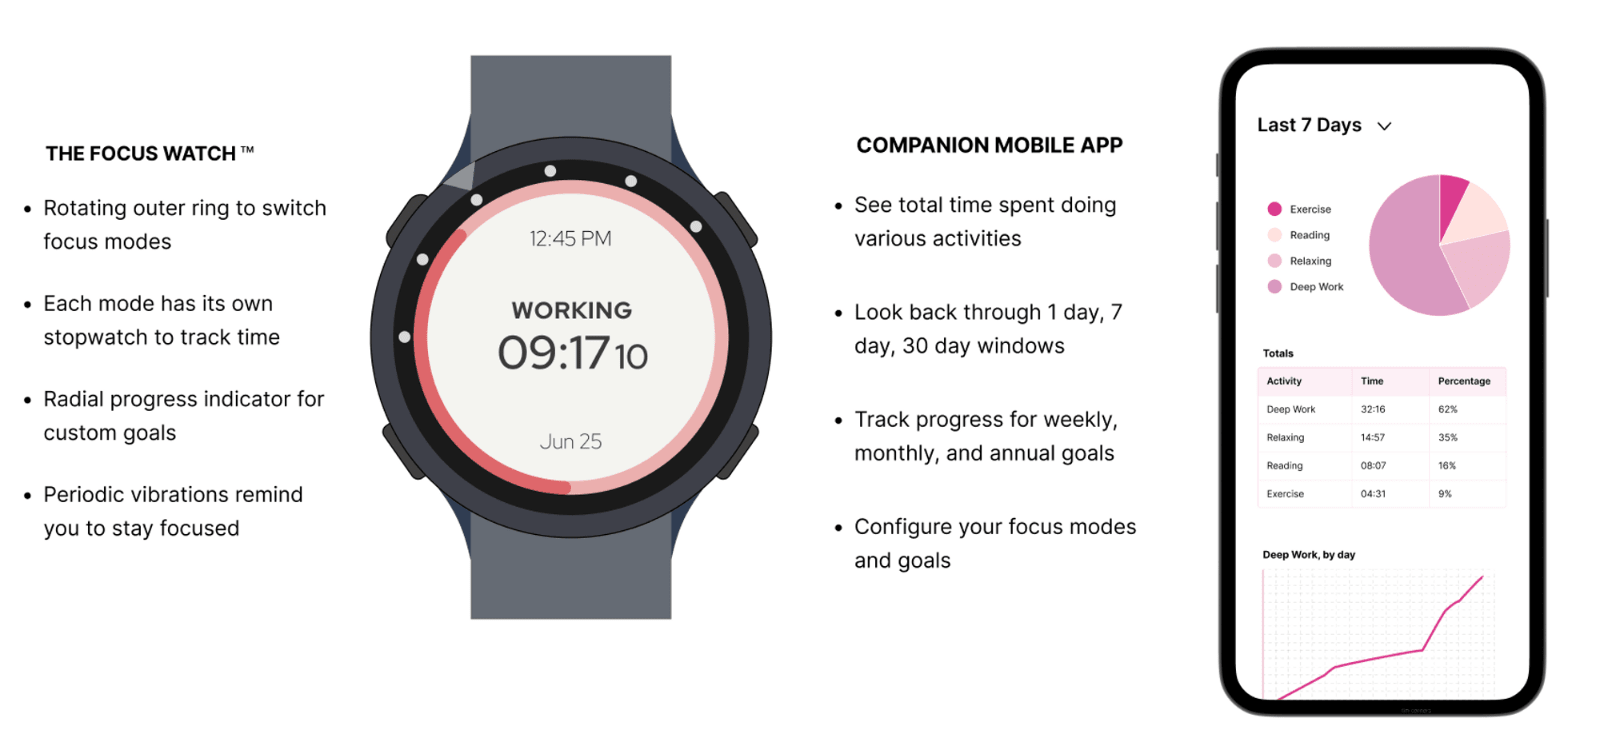 THE FOCUS WATCH ™
• Rotating outer ring to switch
focus modes
• Each mode has its own
stopwatch to track time
• Radial progress indicator for
custom goals
• Periodic vibrations remind
you to stay focused
12:45 PM
WORKING
09:17 10
Jun 25
COMPANION MOBILE APP
• See total time spent doing
various activities
• Look back through 1 day, 7
day, 30 day windows
• Track progress for weekly,
monthly, and annual goals
• Configure your focus modes
and goals
Last 7 Days
Exercise
Reading
Relaxing
Deep Work
Totals
Activity Time Percentage
Deep Work 32:16 62%
Relaxing 14:57 35%
Reading 08:07 16%
Exercise 04:31 9%
Deep Work, by day